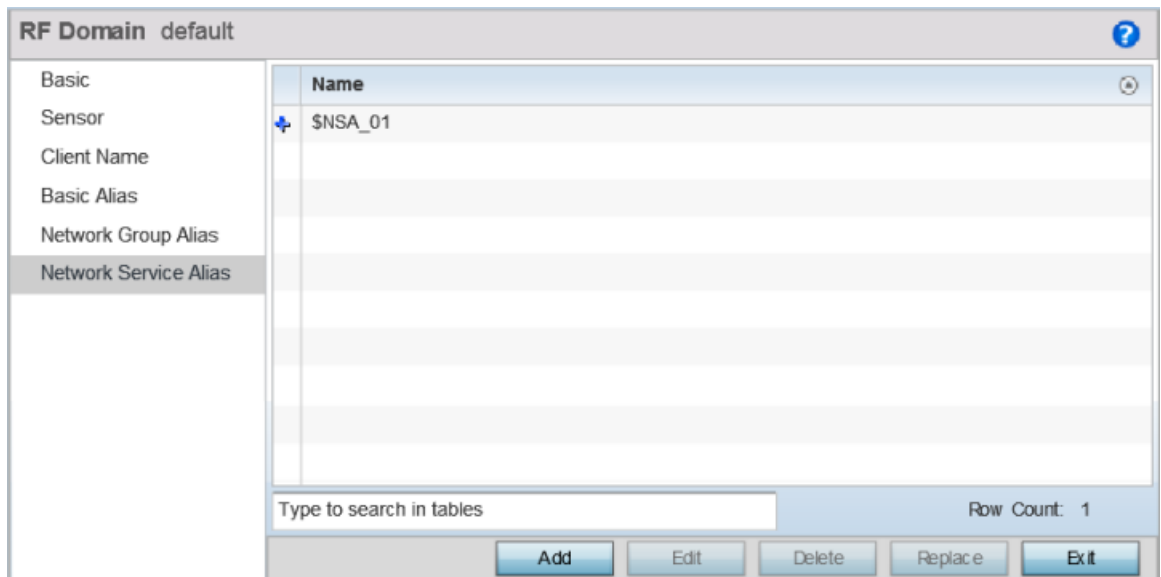 RF Domain default
?
Basic
Sensor
Client Name
Basic Alias
Network Group Alias
Network Service Alias
Name
$NSA_01
Type to search in tables
Row Count: 1
Add Edit Delete Replace Exit